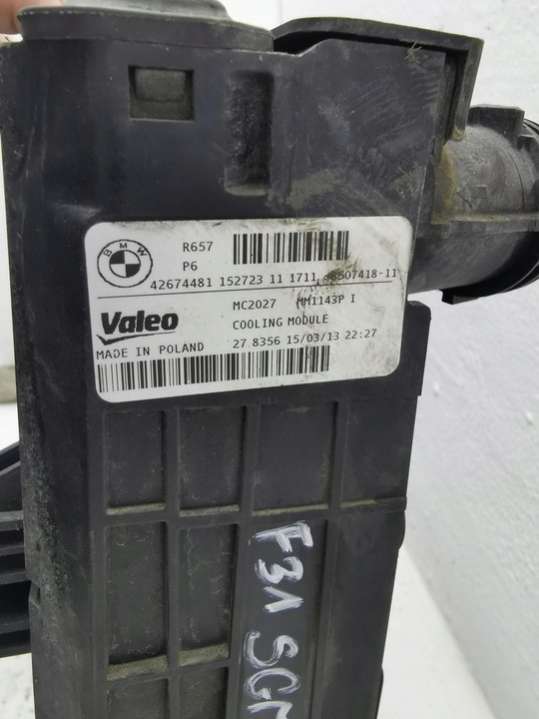 BMW
R657
P6
42674481 152723 11 1711 8507418-11
Valeo
MC2027 MM1143P I
COOLING MODULE
MADE IN POLAND
27 8356 15/03/13 22:27
F31